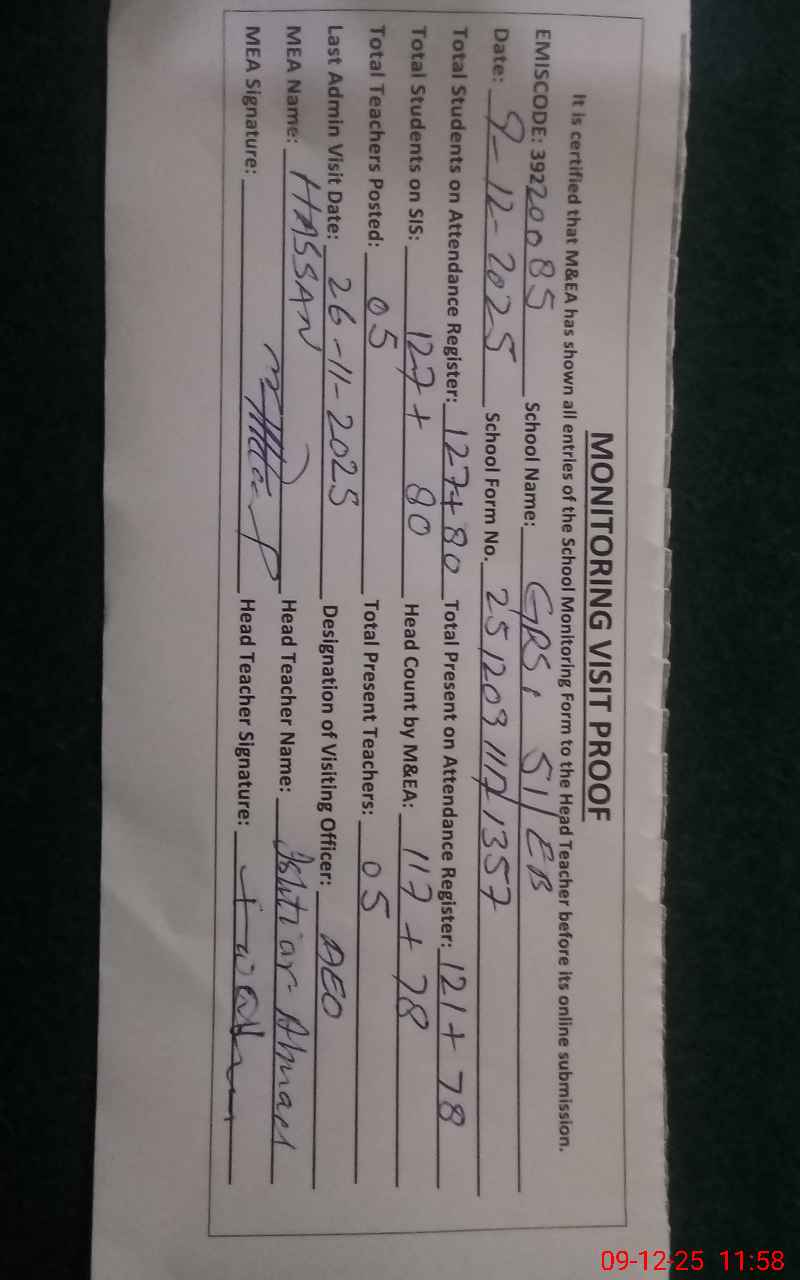 MONITORING VISIT PROOF
It is certified that M&EA has shown all entries of the School Monitoring Form to the Head Teacher before its online submission.
EMISCODE: 39220085 School Name: GRS, 511 EB
Date: 9-12-2025 School Form No. 251209 1117 1357
Total Students on Attendance Register: 127+80 Total Present on Attendance Register: 121+78
Total Students on SIS: 127+ 80 Head Count by M&EA: 117+78
Total Teachers Posted: 05 Total Present Teachers: 05
Last Admin Visit Date: 26-11-2025 Designation of Visiting Officer: AEO
MEA Name: HASSAN Head Teacher Name: Ahmad
MEA Signature: Head Teacher Signature:
09-12-25 11:58